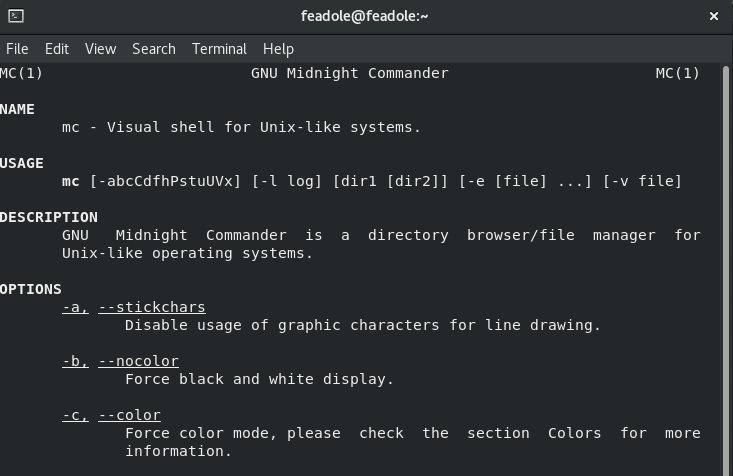 feadole@feadole:~
File Edit View Search Terminal Help
MC(1) GNU Midnight Commander MC(1)
NAME
mc - Visual shell for Unix-like systems.
USAGE
mc [-abcCdfhPstuUVx] [-l log] [dir1 [dir2]] [-e [file] ...] [-v file]
DESCRIPTION
GNU Midnight Commander is a directory browser/file manager for
Unix-like operating systems.
OPTIONS
-a, --stickchars
Disable usage of graphic characters for line drawing.
-b, --nocolor
Force black and white display.
-c, --color
Force color mode, please check the section Colors for more
information.